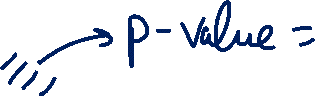 p-value =